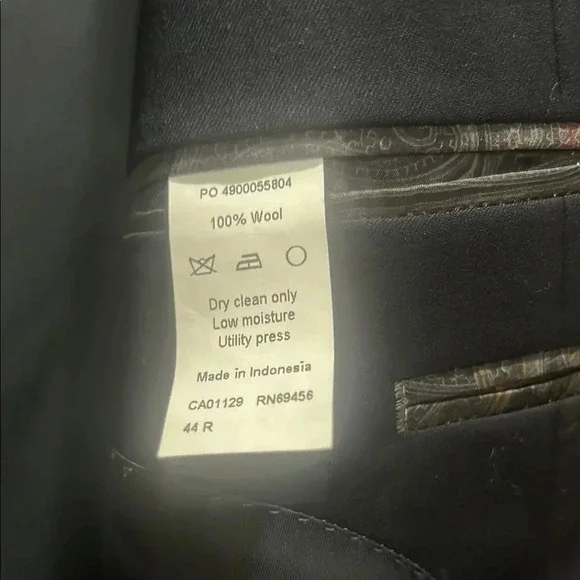 PO 4900055804
100% Wool
Dry clean only
Low moisture
Utility press
Made in Indonesia
CA01129 RN69456
44 R